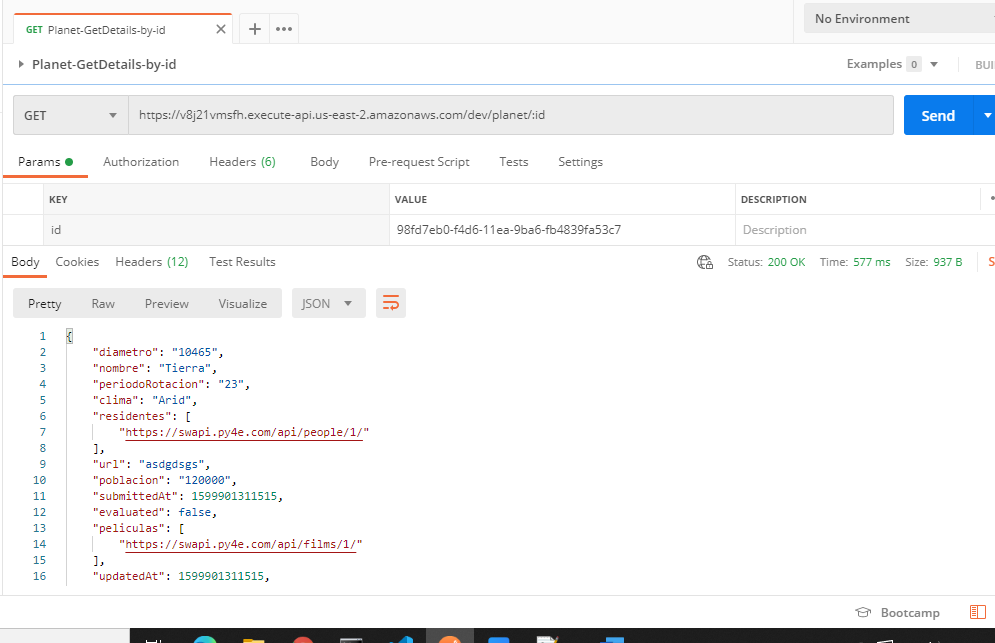 GET Planet-GetDetails-by-id
No Environment
Planet-GetDetails-by-id
Examples 0
BUI
GET https://v8j21vmsfh.execute-api.us-east-2.amazonaws.com/dev/planet/:id
Send
Params Authorization Headers (6) Body Pre-request Script Tests Settings
KEY VALUE DESCRIPTION
id 98fd7eb0-f4d6-11ea-9ba6-fb4839fa53c7 Description
Body Cookies Headers (12) Test Results Status: 200 OK Time: 577 ms Size: 937 B S
Pretty Raw Preview Visualize JSON
1 {
2 "diametro": "10465",
3 "nombre": "Tierra",
4 "periodoRotacion": "23",
5 "clima": "Arid",
6 "residentes": [
7 "https://swapi.py4e.com/api/people/1/"
8 ],
9 "url": "asdgdsgs",
10 "poblacion": "120000",
11 "submittedAt": 1599901311515,
12 "evaluated": false,
13 "peliculas": [
14 "https://swapi.py4e.com/api/films/1/"
15 ],
16 "updatedAt": 1599901311515,
Bootcamp